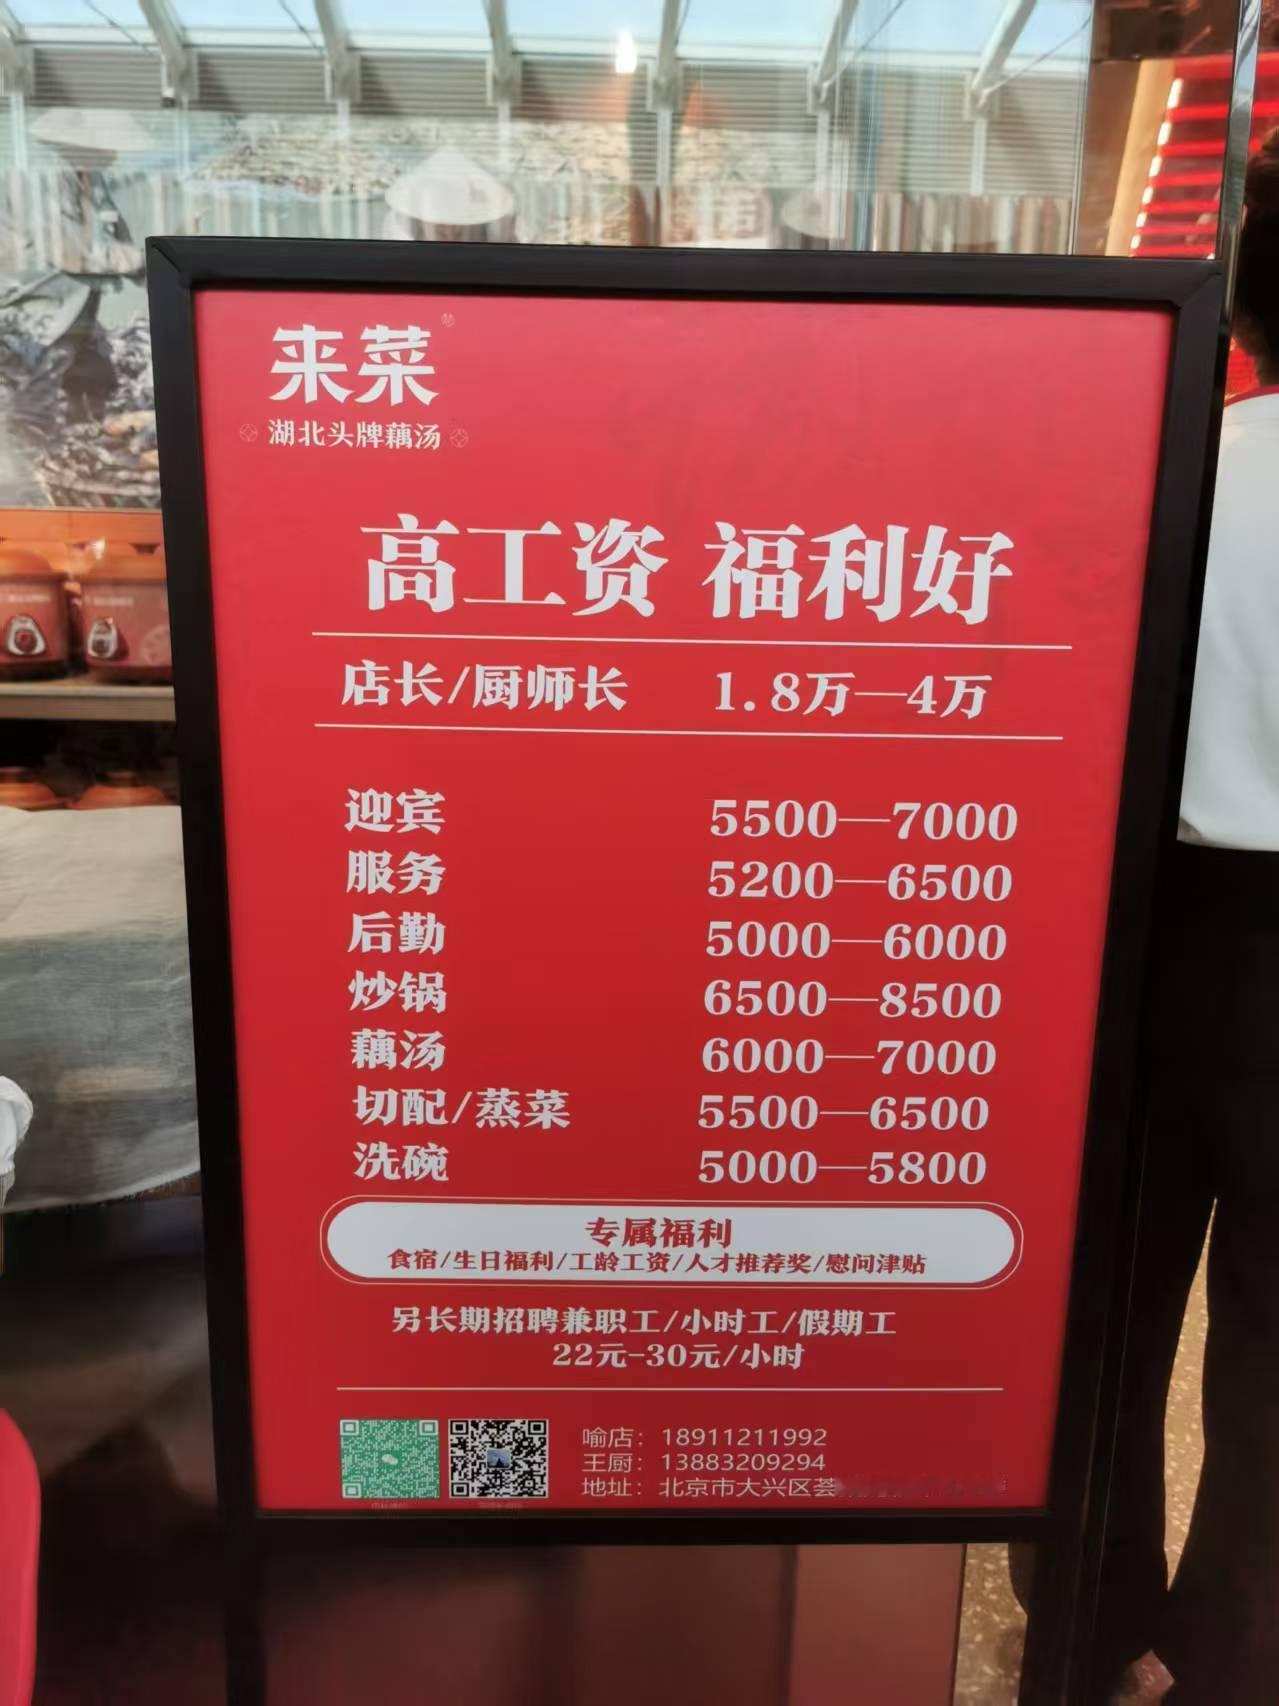 来菜
湖北头牌藕汤
高工资 福利好
店长/厨师长 1.8万—4万
迎宾 5500—7000
服务 5200—6500
后勤 5000—6000
炒锅 6500—8500
藕汤 6000—7000
切配/蒸菜 5500—6500
洗碗 5000—5800
专属福利
食宿/生日福利/工龄工资/人才推荐奖/慰问津贴
另长期招聘兼职工/小时工/假期工
22元-30元/小时
喻店：18911211992
王厨：13883209294
地址：北京市大兴区荟